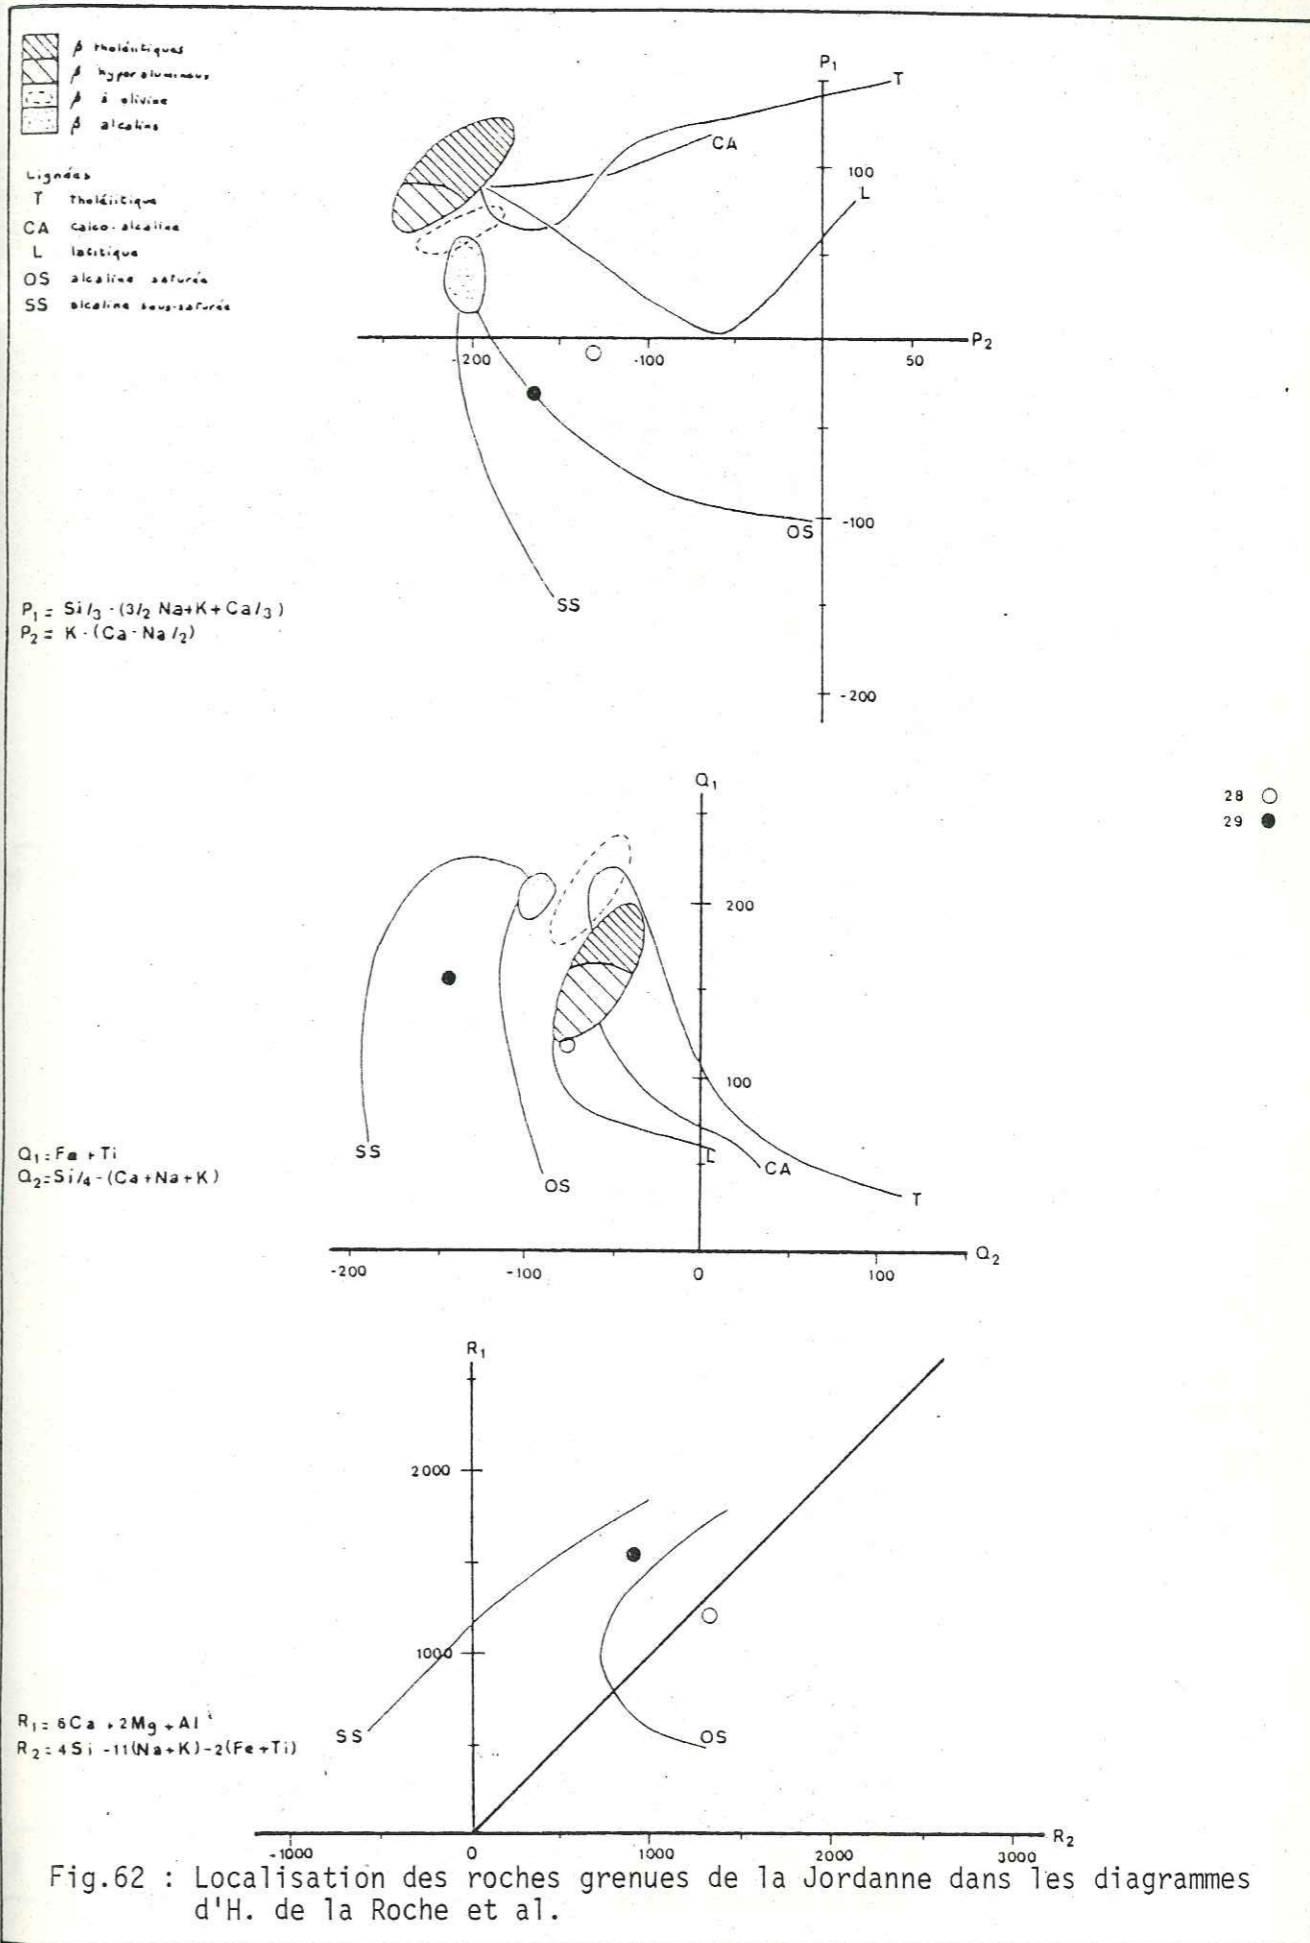 β tholéiitiques
β hyperalumineux
β à olivine
β alcalins
Lignées
T Tholéiitique
CA calco-alcaline
L latitique
OS alcaline saturée
SS alcaline sous-saturée
P₁
T
CA
100
L
-200
-100
50
P₂
-100
OS
SS
-200
P₁ = Si/3 - (3/2 Na+K+Ca/3)
P₂ = K - (Ca-Na/2)
Q₁
28
29
200
100
SS
OS
L
CA
T
Q₁ = Fe + Ti
Q₂ = Si/4 - (Ca+Na+K)
-200
-100
0
100
Q₂
R₁
2000
1000
R₁ = 6Ca + 2Mg + Al
R₂ = 4Si -11(Na+K)-2(Fe+Ti)
SS
OS
-1000
0
1000
2000
3000
R₂
Fig.62 : Localisation des roches grenues de la Jordanne dans les diagrammes
d'H. de la Roche et al.